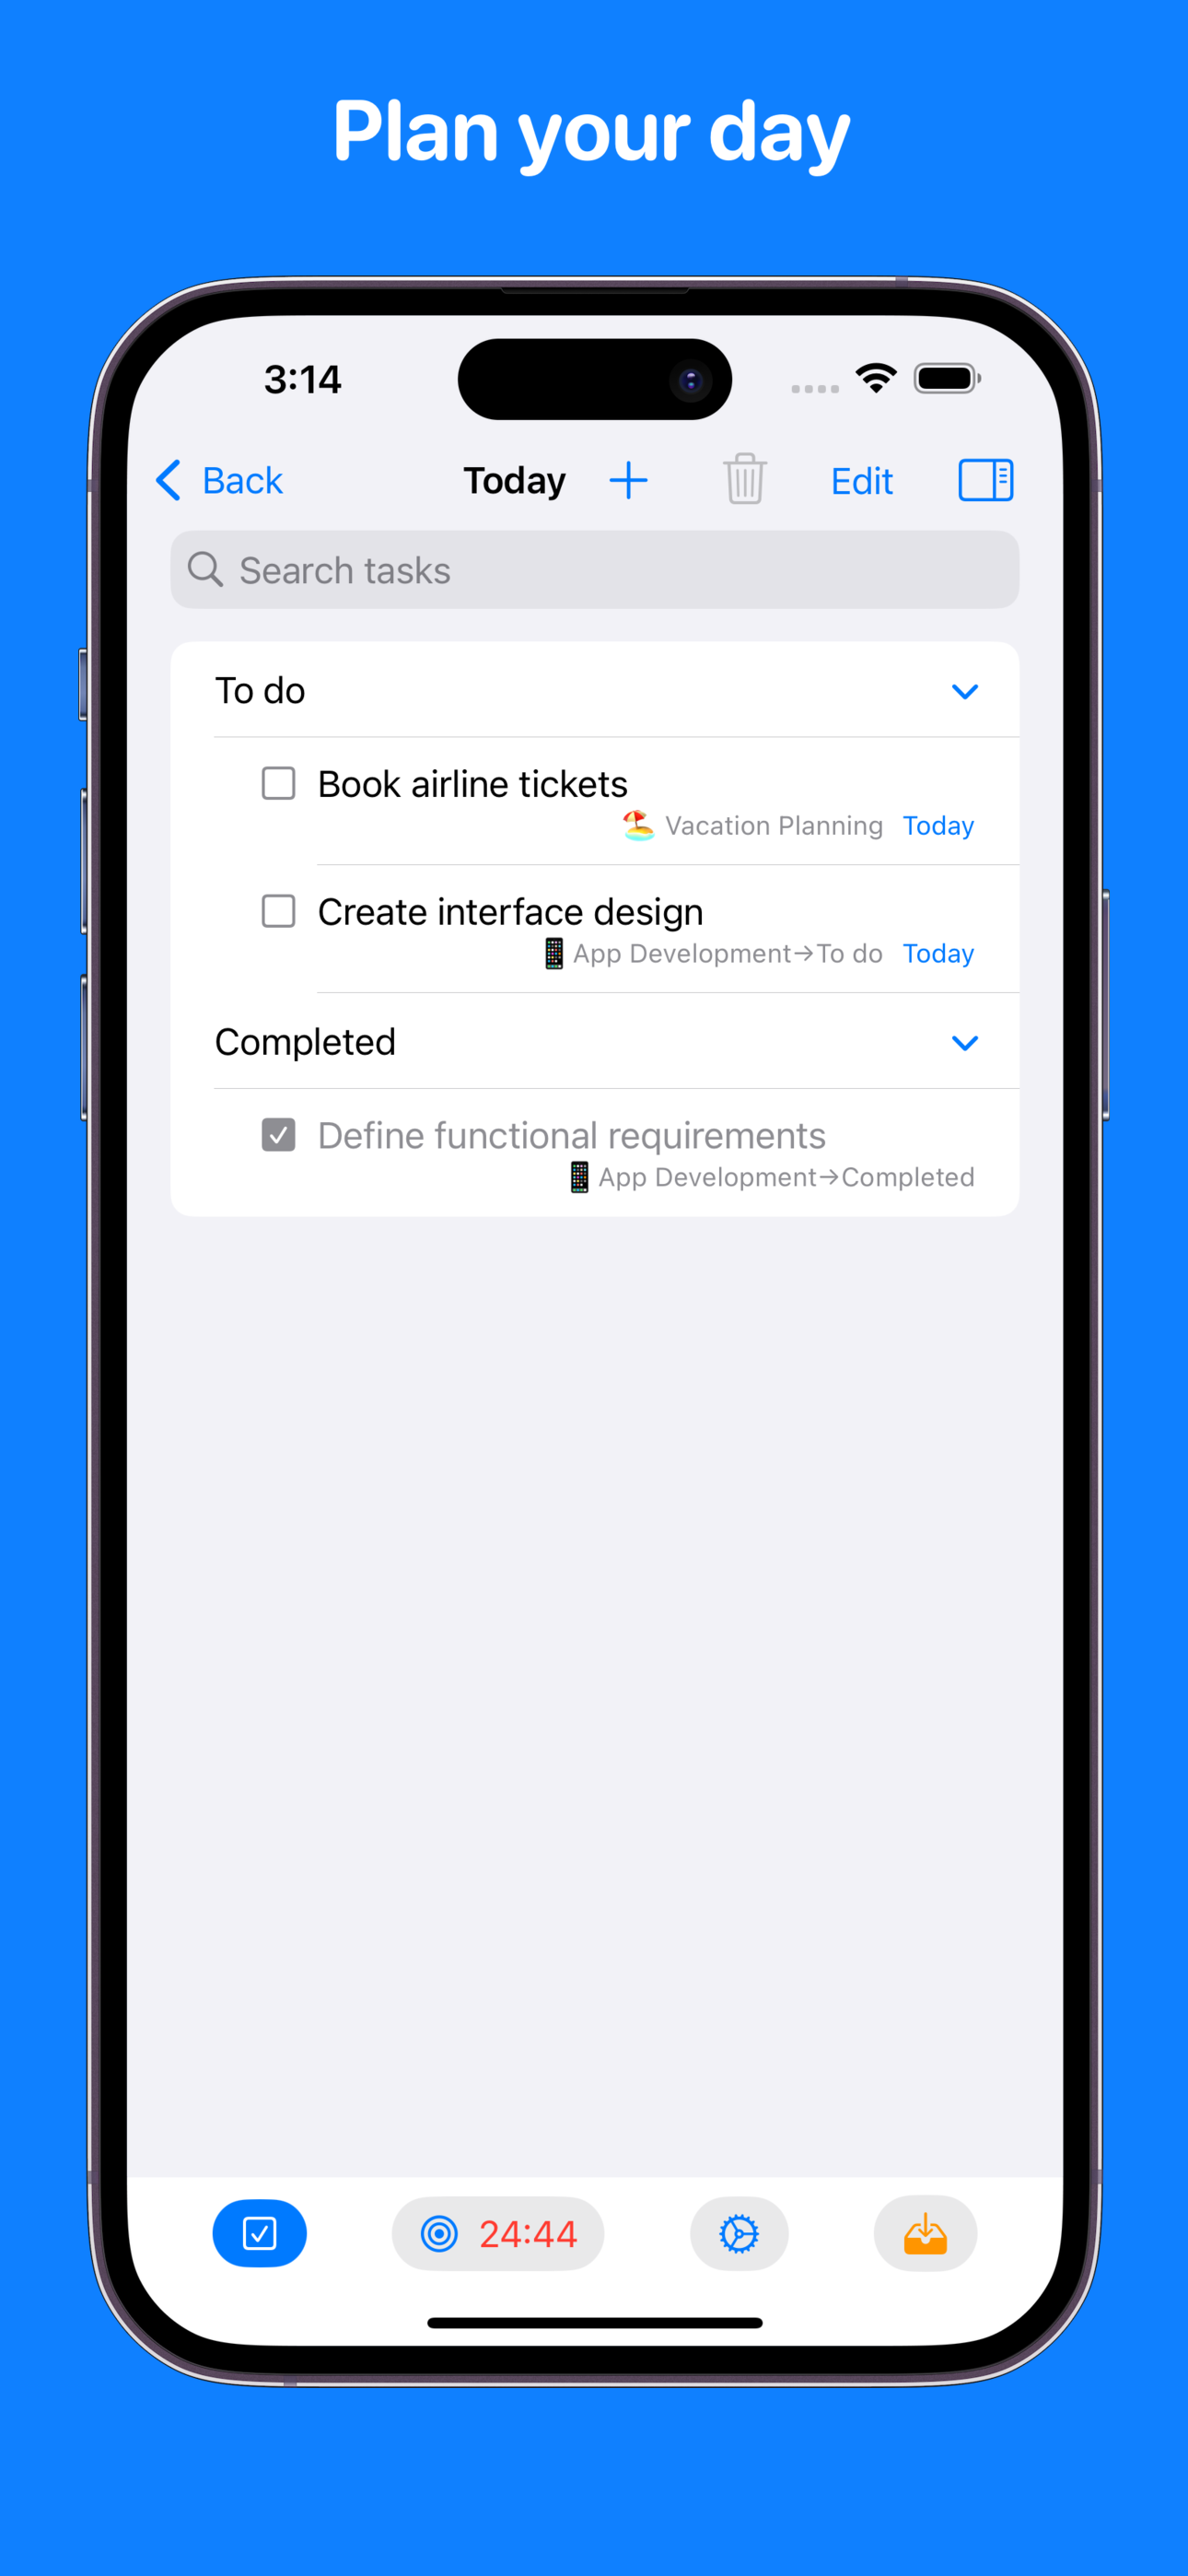 Plan your day
3:14
Back Today Edit
Search tasks
To do
Book airline tickets
Vacation Planning Today
Create interface design
App Development→To do Today
Completed
Define functional requirements
App Development→Completed
24:44